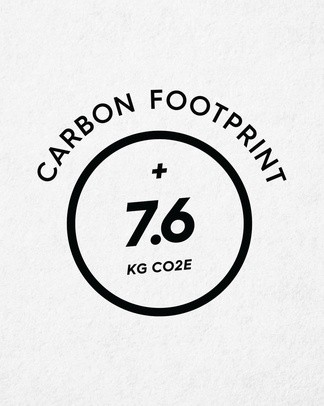 CARBON FOOTPRINT
+
7.6
KG CO2E